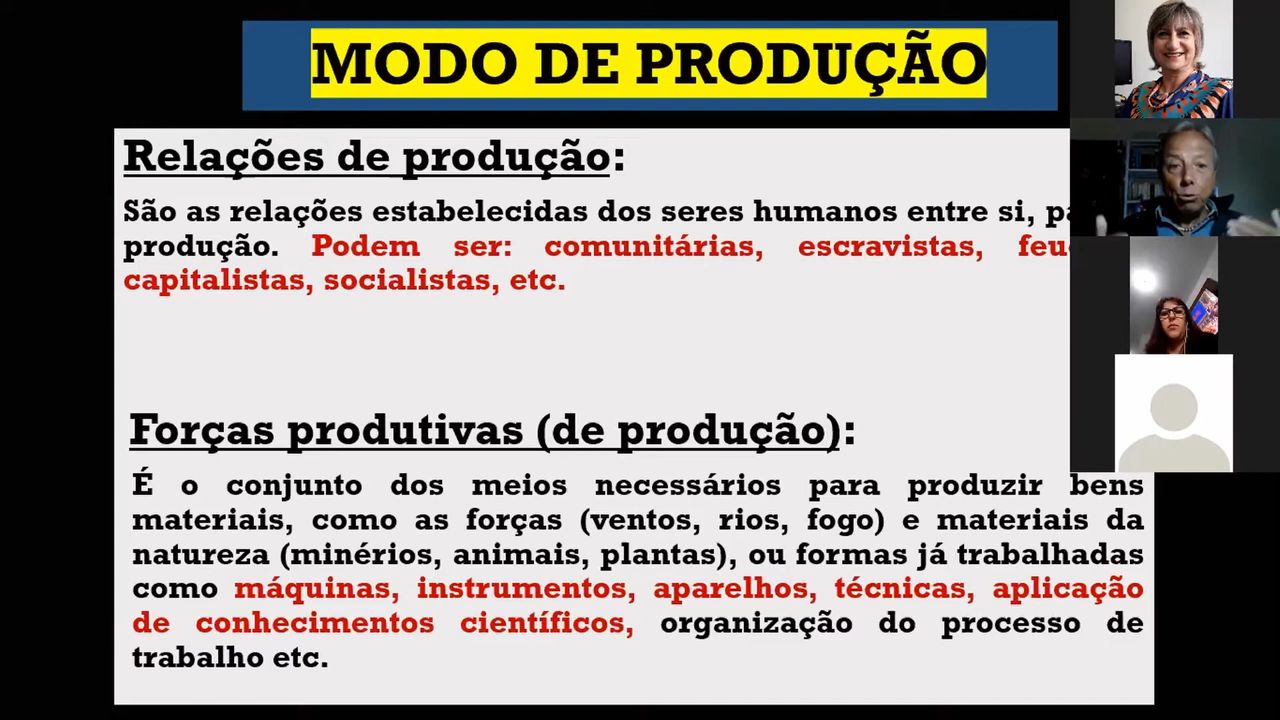 MODO DE PRODUÇÃO
Relações de produção:
São as relações estabelecidas dos seres humanos entre si,
produção. Podem ser: comunitárias, escravistas,
capitalistas, socialistas, etc.
Forças produtivas (de produção):
É o conjunto dos meios necessários para produzir bens
materiais, como as forças (ventos, rios, fogo) e materiais da
natureza (minérios, animais, plantas), ou formas já trabalhadas
como máquinas, instrumentos, aparelhos, técnicas, aplicação
de conhecimentos científicos, organização do processo de
trabalho etc.